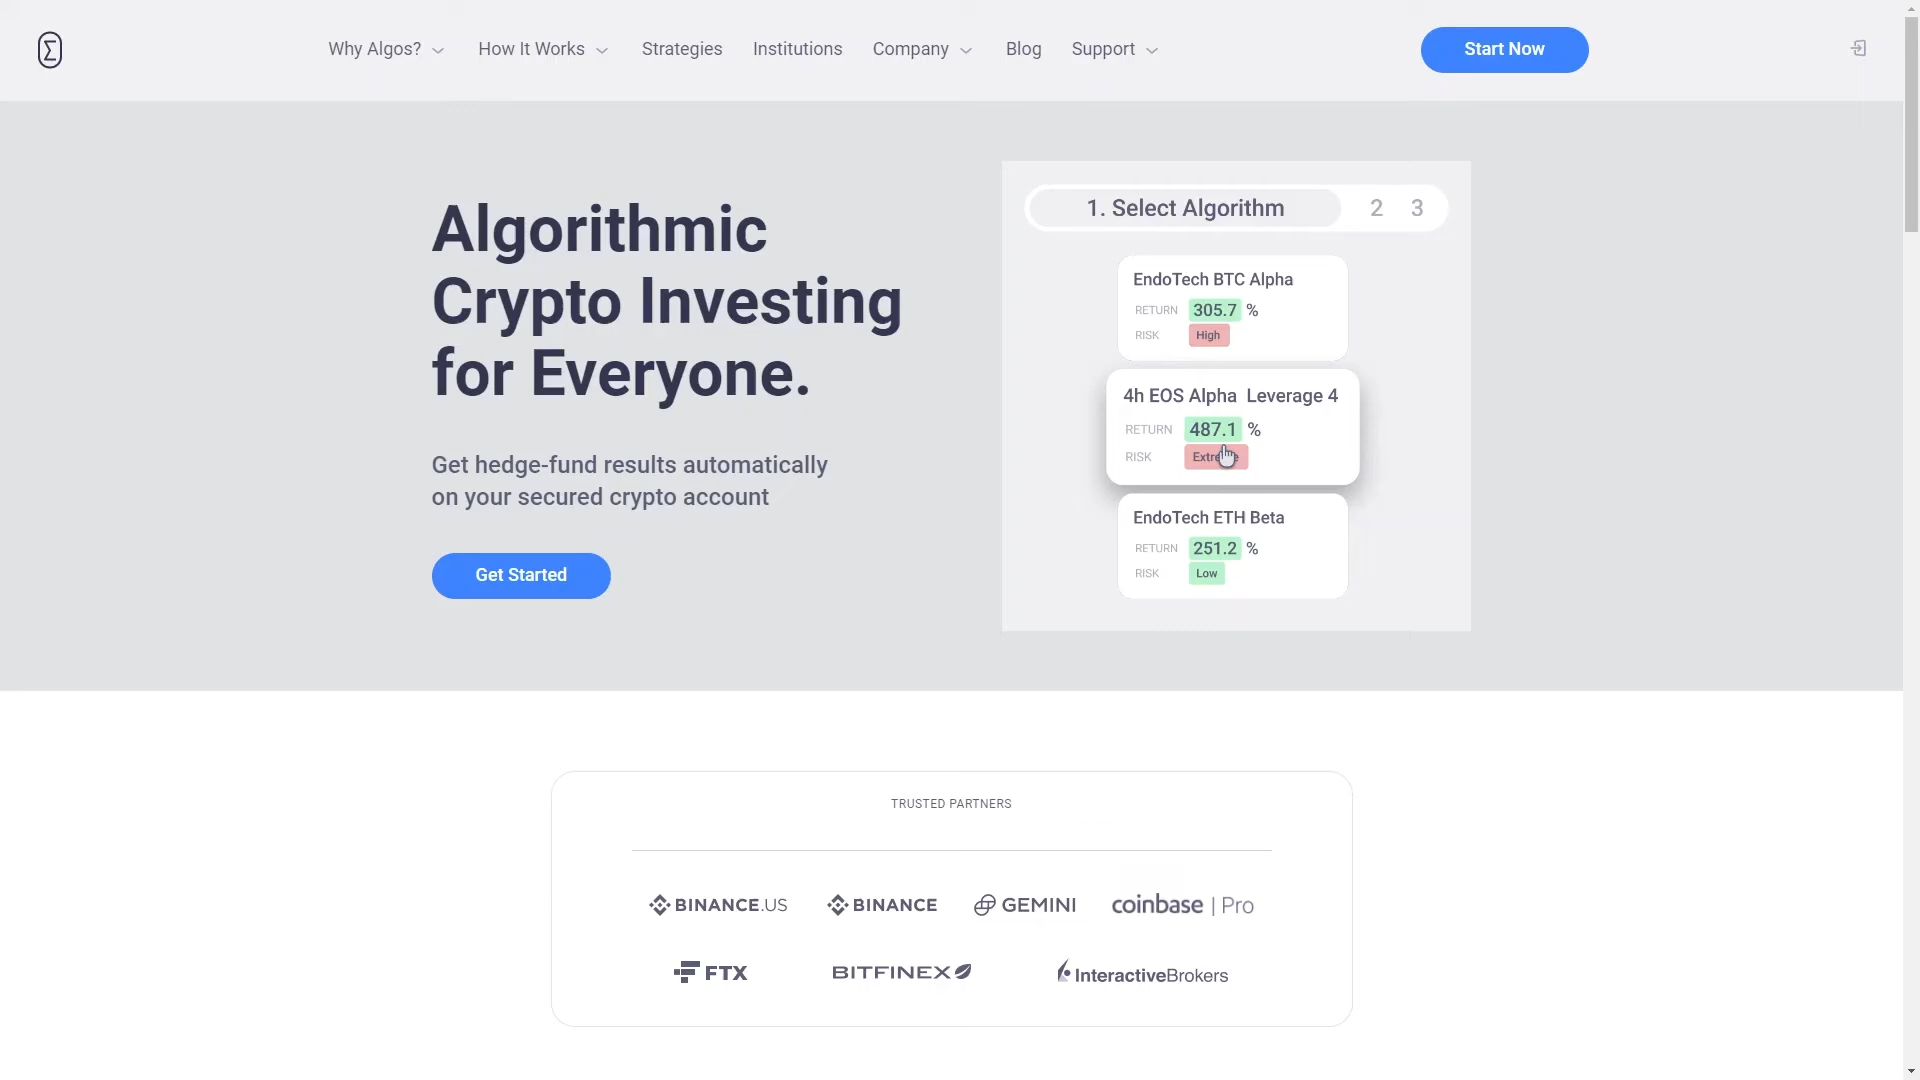 Why Algos?
How It Works
Strategies
Institutions
Company
Blog
Support
Start Now
Algorithmic
Crypto Investing
for Everyone.
Get hedge-fund results automatically
on your secured crypto account
Get Started
1. Select Algorithm 2 3
EndoTech BTC Alpha
RETURN 305.7 %
RISK High
4h EOS Alpha Leverage 4
RETURN 487.1 %
RISK
EndoTech ETH Beta
RETURN 251.2 %
RISK Low
TRUSTED PARTNERS
BINANCE.US
BINANCE
GEMINI
coinbase | Pro
FTX
BITFINEX
InteractiveBrokers